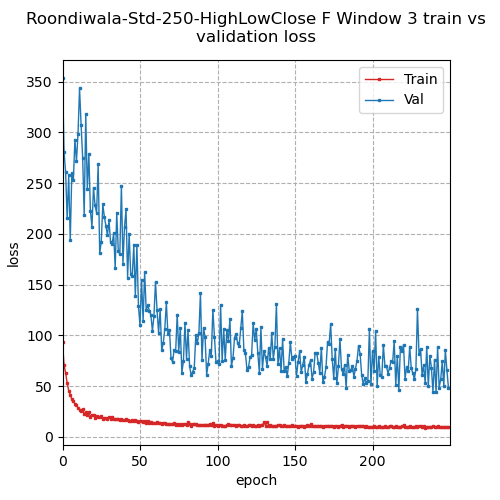 Roondiwala-Std-250-HighLowClose F Window 3 train vs
validation loss
Train
Val
350
300
250
200
150
100
50
0
loss
0
50
100
150
200
epoch